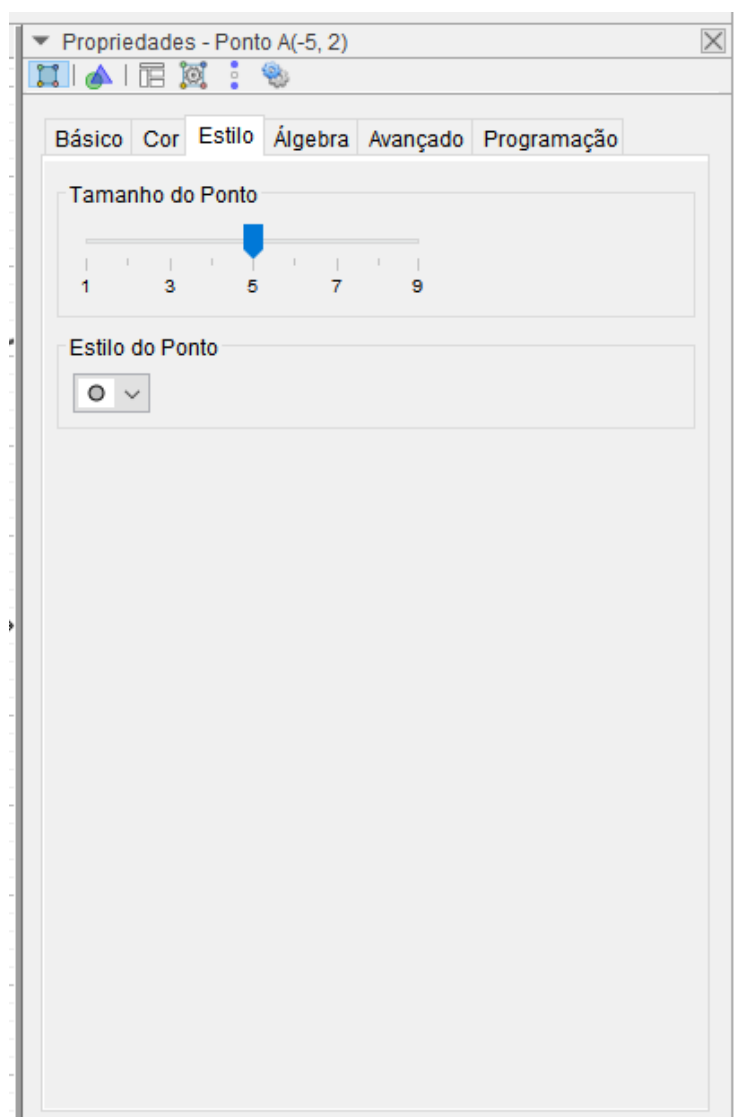 Propriedades - Ponto A(-5, 2)
Básico Cor Estilo Álgebra Avançado Programação
Tamanho do Ponto
1 3 5 7 9
Estilo do Ponto